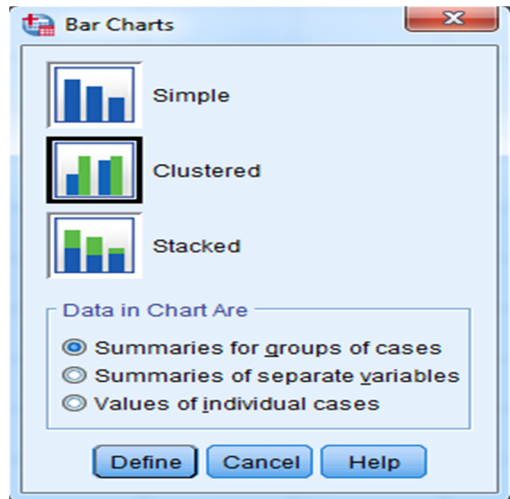 Bar Charts
Simple
Clustered
Stacked
Data in Chart Are
Summaries for groups of cases
Summaries of separate variables
Values of individual cases
Define Cancel Help